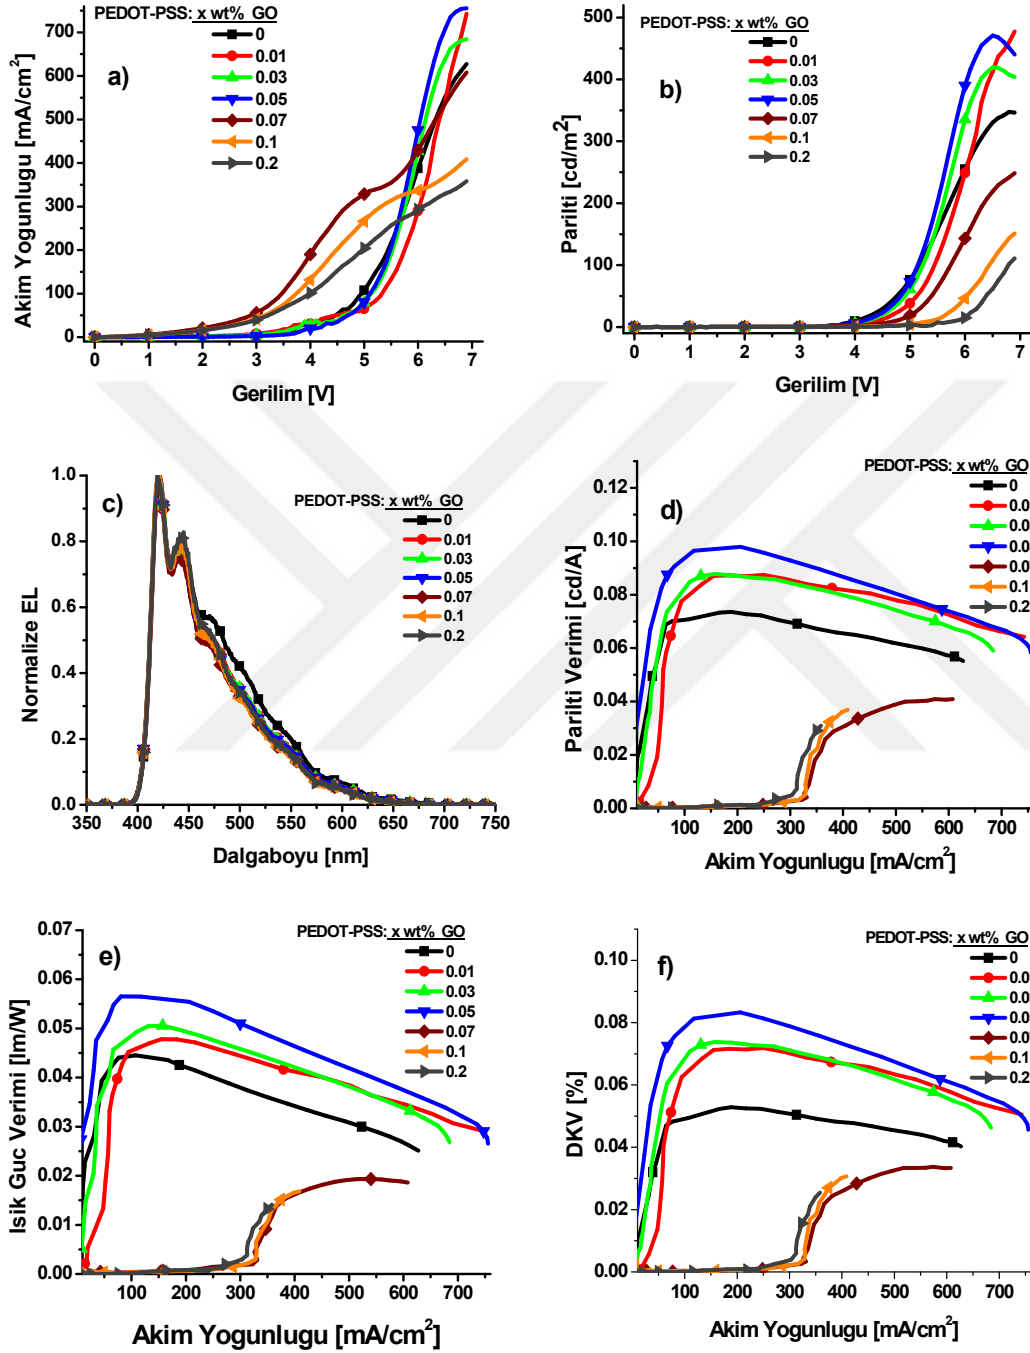 PEDOT-PSS: x wt% GO
0
0.01
0.03
0.05
0.07
0.1
0.2
a)
Akim Yogunlugu [mA/cm²]
700
600
500
400
300
200
100
0
0 1 2 3 4 5 6 7
Gerilim [V]
PEDOT-PSS: x wt% GO
0
0.01
0.03
0.05
0.07
0.1
0.2
b)
Parilti [cd/m²]
500
400
300
200
100
0
0 1 2 3 4 5 6 7
Gerilim [V]
PEDOT-PSS: x wt% GO
0
0.01
0.03
0.05
0.07
0.1
0.2
c)
Normalize EL
1.0
0.8
0.6
0.4
0.2
0.0
350 400 450 500 550 600 650 700 750
Dalgaboyu [nm]
PEDOT-PSS: x wt% GO
0
0.0
0.0
0.0
0.0
0.1
0.2
d)
Parilti Verimi [cd/A]
0.12
0.10
0.08
0.06
0.04
0.02
0.00
100 200 300 400 500 600 700
Akim Yogunlugu [mA/cm²]
PEDOT-PSS: x wt% GO
0
0.01
0.03
0.05
0.07
0.1
0.2
e)
Isik Guc Verimi [lm/W]
0.07
0.06
0.05
0.04
0.03
0.02
0.01
0.00
100 200 300 400 500 600 700
Akim Yogunlugu [mA/cm²]
PEDOT-PSS: x wt% GO
0
0.0
0.0
0.0
0.0
0.1
0.2
f)
DKV [%]
0.10
0.08
0.06
0.04
0.02
0.00
100 200 300 400 500 600 700
Akim Yogunlugu [mA/cm²]